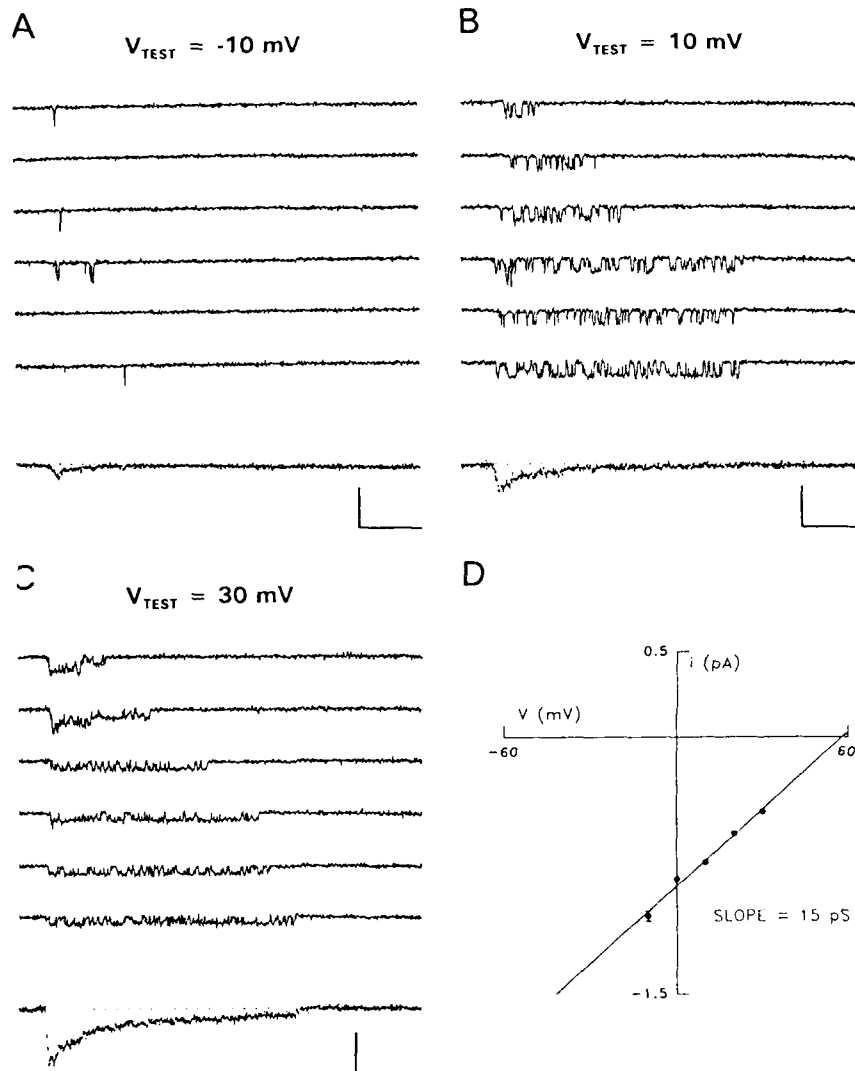 A
V_TEST = -10 mV
B
V_TEST = 10 mV
C
V_TEST = 30 mV
D
0.5
i (pA)
V (mV)
-60
60
SLOPE = 15 pS
-1.5